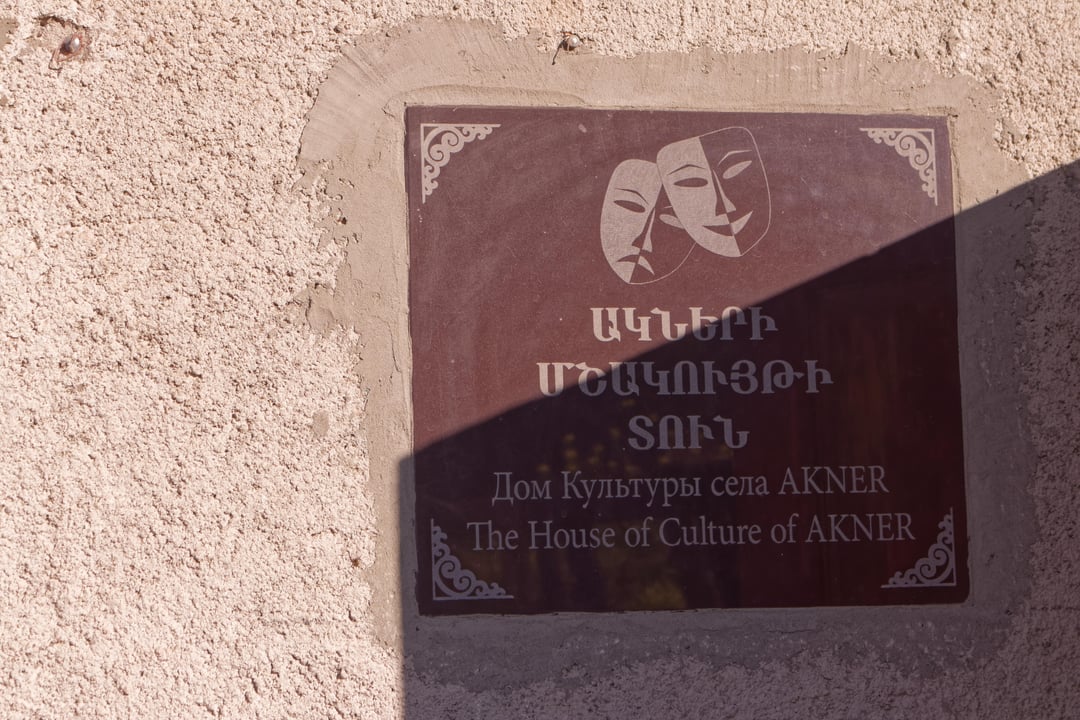 ԱԿՆԵՐԻ
ՄՇԱԿՈՒՅԹԻ
ՏՈՒՆ
Дом Культуры села AKNER
The House of Culture of AKNER